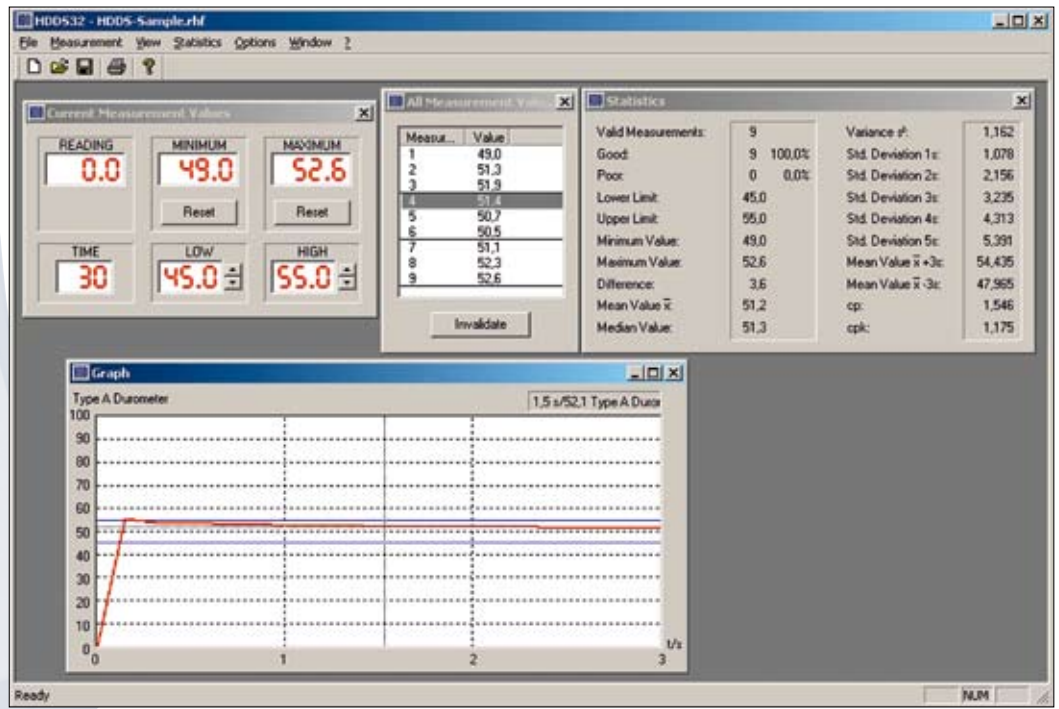 HDDS32 - HDDS-Sample.rhf
File Measurement View Statistics Options Window ?
Current Measurement Values
READING MINIMUM MAXIMUM
0.0 49.0 52.6
Reset Reset
TIME LOW HIGH
30 45.0 55.0
All Measurement Valu...
Measur... Value
1 49,0
2 51,3
3 51,9
4 51,4
5 50,7
6 50,5
7 51,1
8 52,3
9 52,6
Invalidate
Statistics
Valid Measurements: 9 Variance s²: 1,162
Good: 9 100,0% Std. Deviation 1s: 1,078
Poor: 0 0,0% Std. Deviation 2s: 2,156
Lower Limit: 45,0 Std. Deviation 3s: 3,235
Upper Limit: 55,0 Std. Deviation 4s: 4,313
Minimum Value: 49,0 Std. Deviation 5s: 5,391
Maximum Value: 52,6 Mean Value x̅ +3s: 54,435
Difference: 3,6 Mean Value x̅ -3s: 47,965
Mean Value x̅: 51,2 cp: 1,546
Median Value: 51,3 cpk: 1,175
Graph
Type A Durometer 1,5 s/52,1 Type A Duror
100
90
80
70
60
50
40
30
20
10
0
0 1 2 3
t/s
Ready NUM